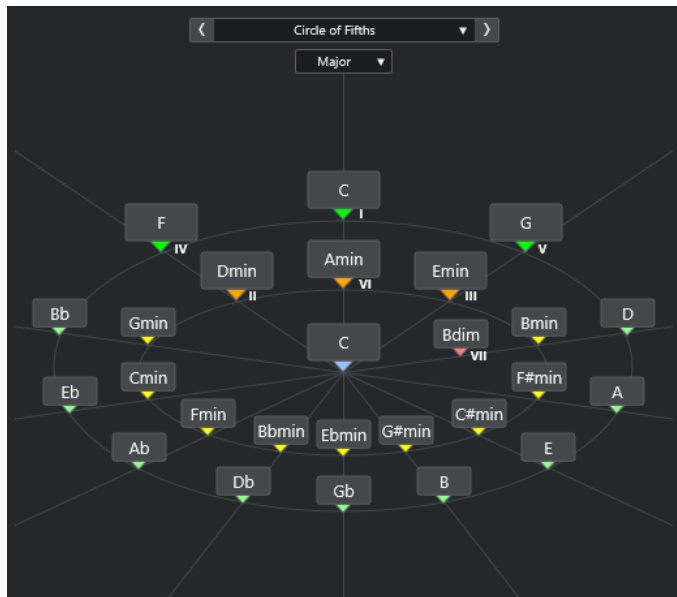 Circle of Fifths
Major
C
I
F
IV
G
V
Dmin
II
Amin
VI
Emin
III
Bb
Gmin
C
Bdim
VII
Bmin
D
Eb
Cmin
F#min
A
Fmin
Bbmin
Ebmin
G#min
C#min
Ab
E
Db
Gb
B